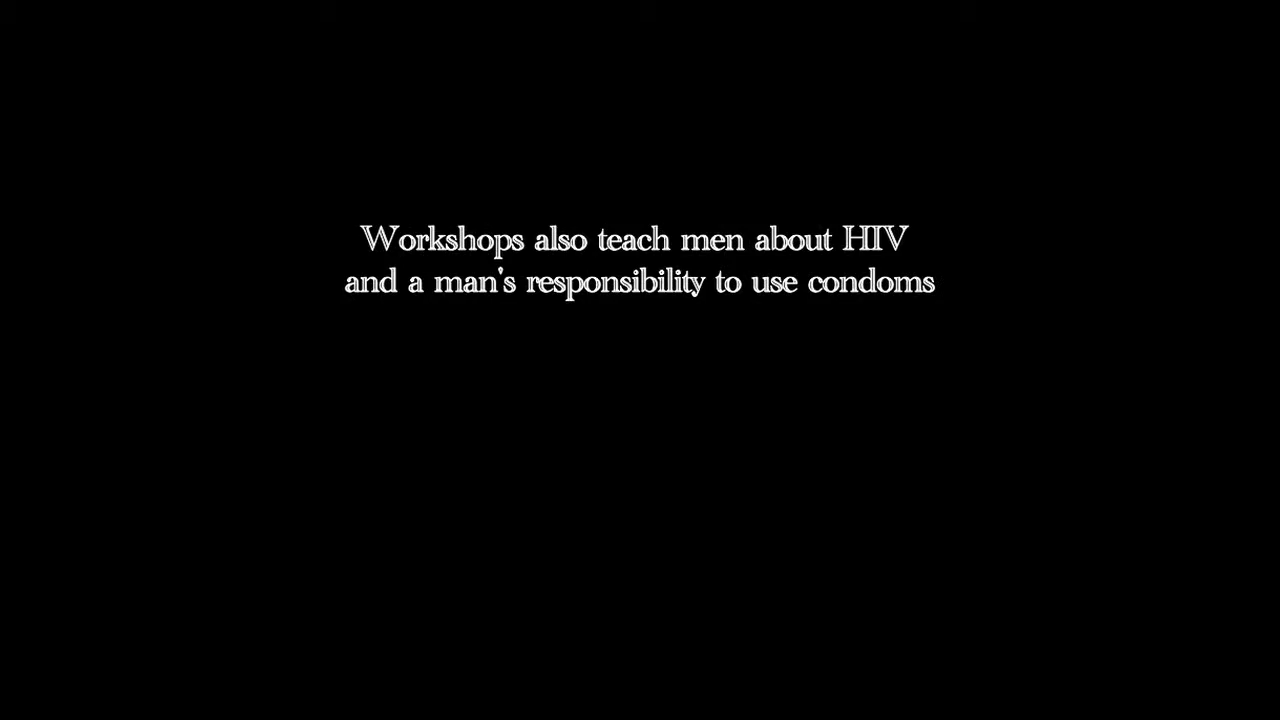 Workshops also teach men about HIV
and a man's responsibility to use condoms